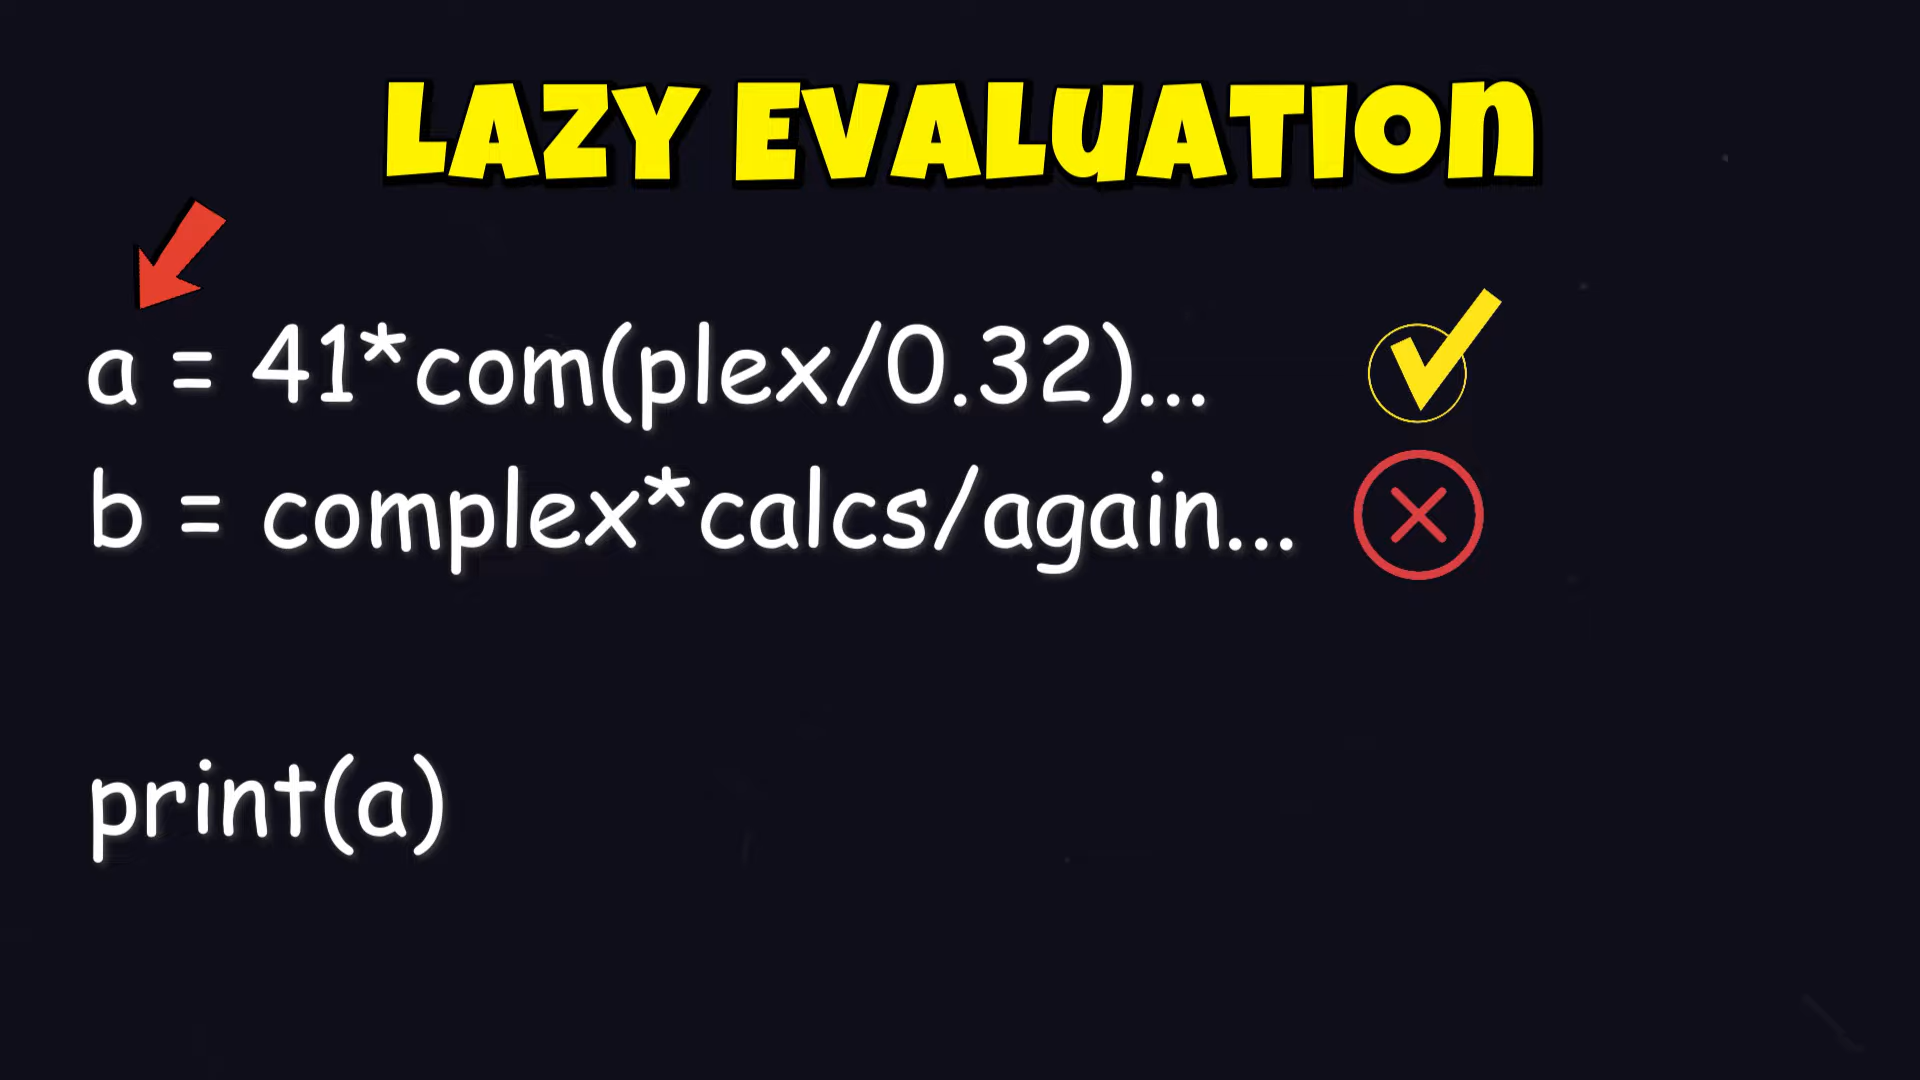 LAZY EVALUATION
a = 41*com(plex/0.32)...
b = complex*calcs/again...
print(a)